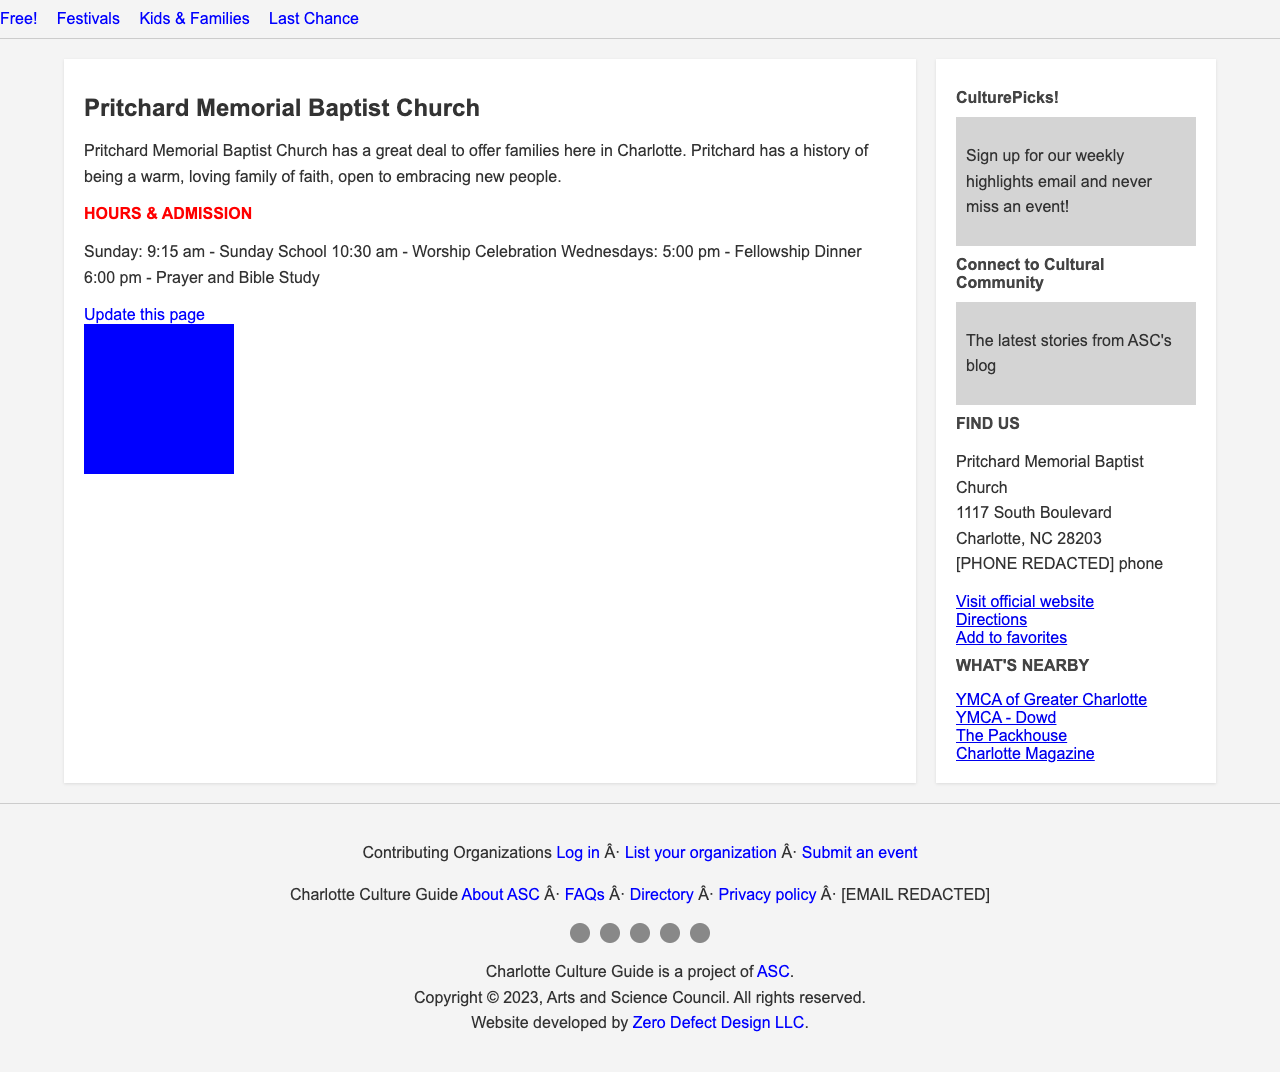 Free! Festivals Kids & Families Last Chance
Pritchard Memorial Baptist Church
Pritchard Memorial Baptist Church has a great deal to offer families here in Charlotte. Pritchard has a history of
being a warm, loving family of faith, open to embracing new people.
HOURS & ADMISSION
Sunday: 9:15 am - Sunday School 10:30 am - Worship Celebration Wednesdays: 5:00 pm - Fellowship Dinner
6:00 pm - Prayer and Bible Study
Update this page
CulturePicks!
Sign up for our weekly
highlights email and never
miss an event!
Connect to Cultural
Community
The latest stories from ASC's
blog
FIND US
Pritchard Memorial Baptist
Church
1117 South Boulevard
Charlotte, NC 28203
[PHONE REDACTED] phone
Visit official website
Directions
Add to favorites
WHAT'S NEARBY
YMCA of Greater Charlotte
YMCA - Dowd
The Packhouse
Charlotte Magazine
Contributing Organizations Log in Â· List your organization Â· Submit an event
Charlotte Culture Guide About ASC Â· FAQs Â· Directory Â· Privacy policy Â· [EMAIL REDACTED]
Charlotte Culture Guide is a project of ASC.
Copyright © 2023, Arts and Science Council. All rights reserved.
Website developed by Zero Defect Design LLC.